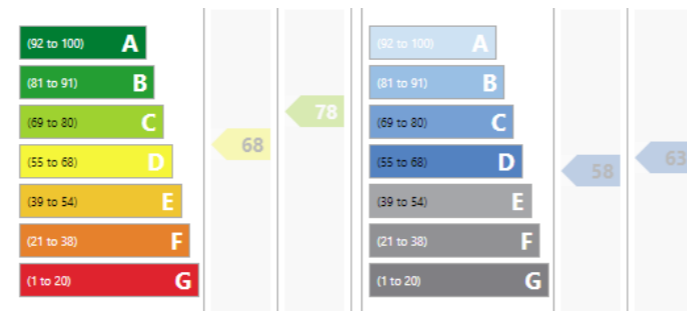 (92 to 100) A
(81 to 91) B
(69 to 80) C
(55 to 68) D
(39 to 54) E
(21 to 38) F
(1 to 20) G
68
78
(92 to 100) A
(81 to 91) B
(69 to 80) C
(55 to 68) D
(39 to 54) E
(21 to 38) F
(1 to 20) G
58
63